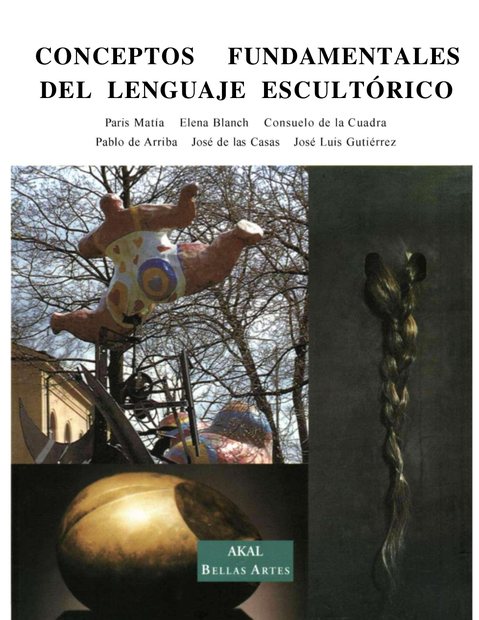 CONCEPTOS FUNDAMENTALES
DEL LENGUAJE ESCULTÓRICO
Paris Matía Elena Blanch Consuelo de la Cuadra
Pablo de Arriba José de las Casas José Luis Gutiérrez
AKAL
BELLAS ARTES